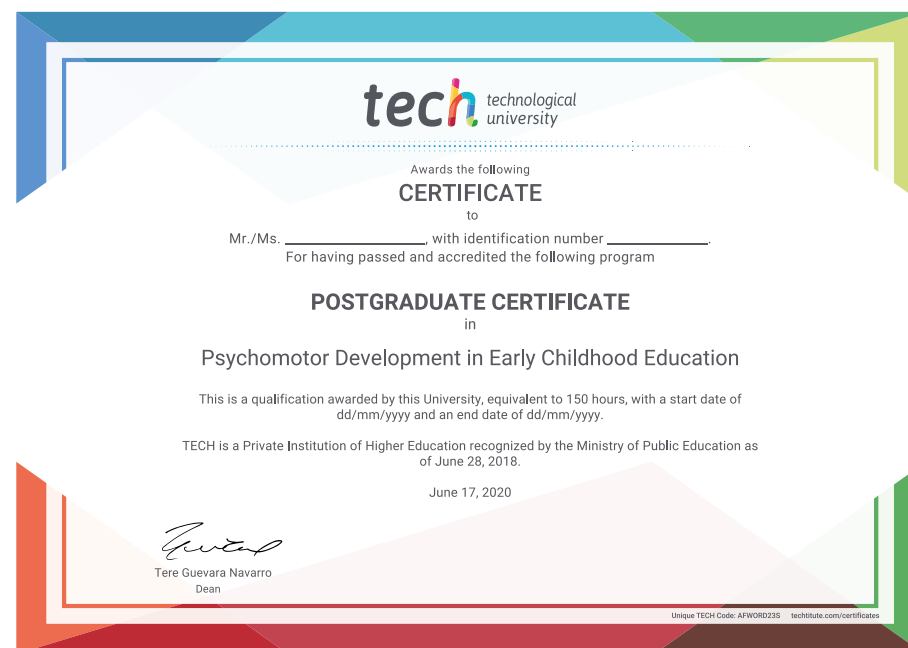 tech technological
university
Awards the following
CERTIFICATE
to
Mr./Ms. ________________, with identification number ____________.
For having passed and accredited the following program
POSTGRADUATE CERTIFICATE
in
Psychomotor Development in Early Childhood Education
This is a qualification awarded by this University, equivalent to 150 hours, with a start date of
dd/mm/yyyy and an end date of dd/mm/yyyy.
TECH is a Private Institution of Higher Education recognized by the Ministry of Public Education as
of June 28, 2018.
June 17, 2020
Tere Guevara Navarro
Dean
Unique TECH Code: AFWORD23S techtitute.com/certificates